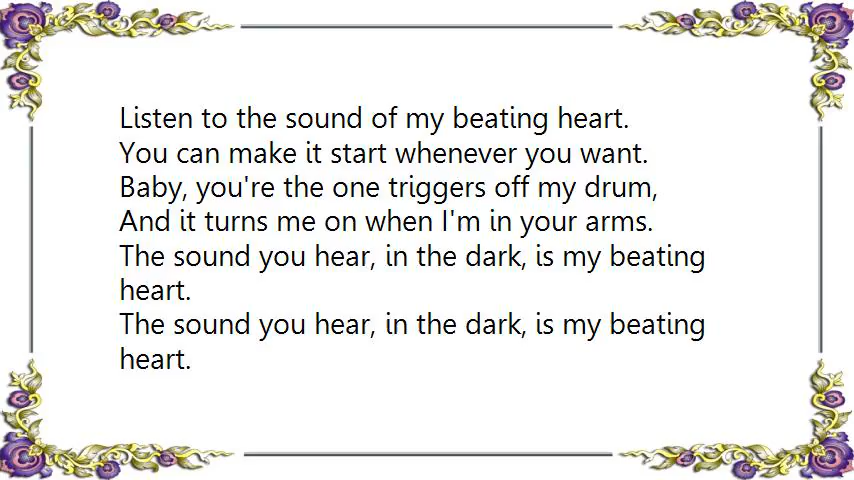 Listen to the sound of my beating heart.
You can make it start whenever you want.
Baby, you're the one triggers off my drum,
And it turns me on when I'm in your arms.
The sound you hear, in the dark, is my beating
heart.
The sound you hear, in the dark, is my beating
heart.